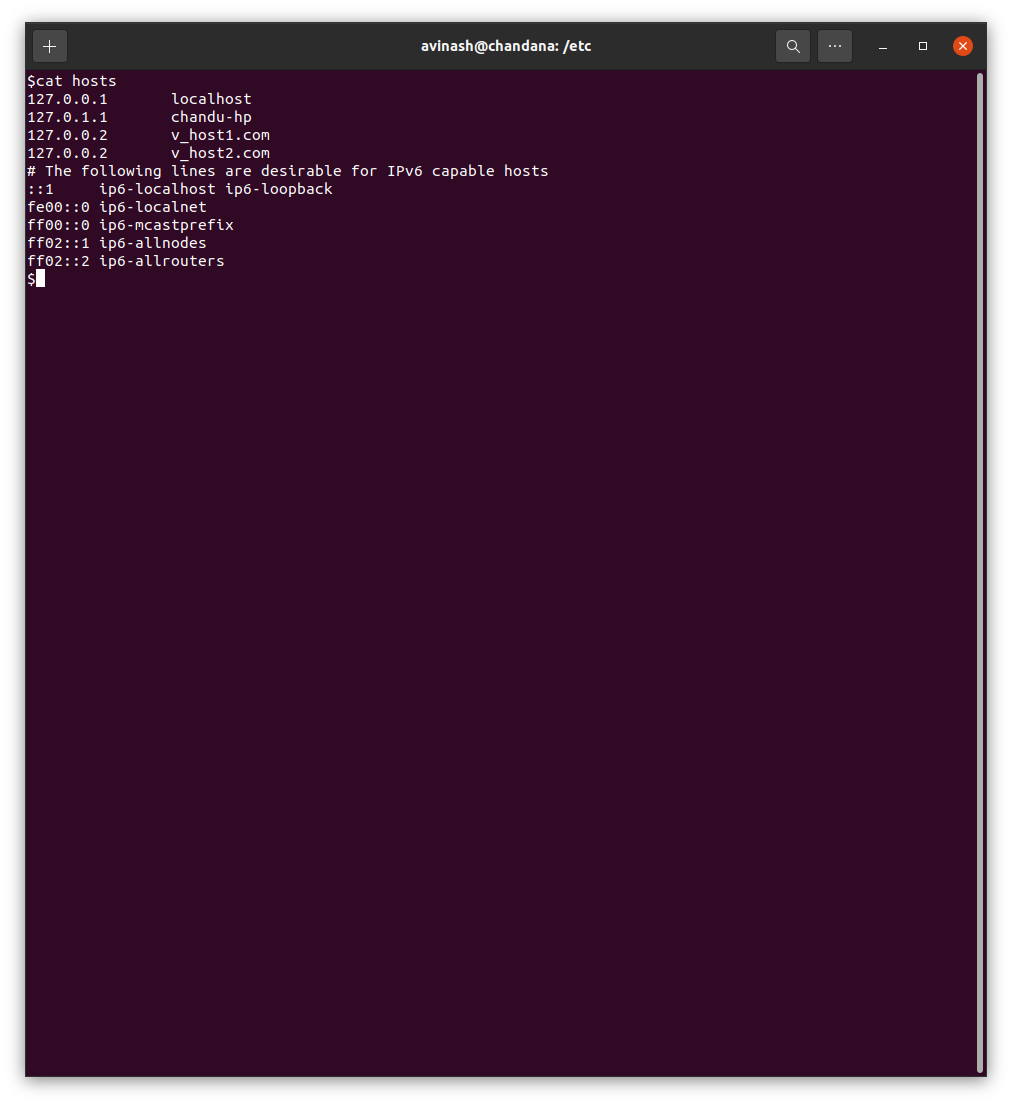 avinash@chandana: /etc
$cat hosts
127.0.0.1       localhost
127.0.1.1       chandu-hp
127.0.0.2       v_host1.com
127.0.0.2       v_host2.com
# The following lines are desirable for IPv6 capable hosts
::1     ip6-localhost ip6-loopback
fe00::0 ip6-localnet
ff00::0 ip6-mcastprefix
ff02::1 ip6-allnodes
ff02::2 ip6-allrouters
$